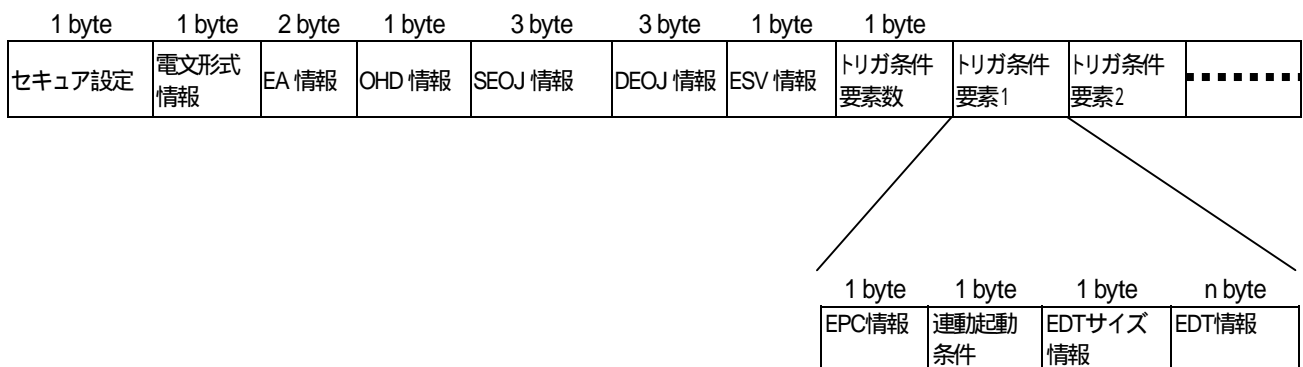 1 byte 1 byte 2 byte 1 byte 3 byte 3 byte 1 byte 1 byte
セキュア設定 電文形式 EA 情報 OHD 情報 SEOJ 情報 DEOJ 情報 ESV 情報 トリガ条件 トリガ条件 トリガ条件
情報 要素数 要素1 要素2
1 byte 1 byte 1 byte n byte
EPC情報 連動起動 EDTサイズ EDT情報
条件 情報